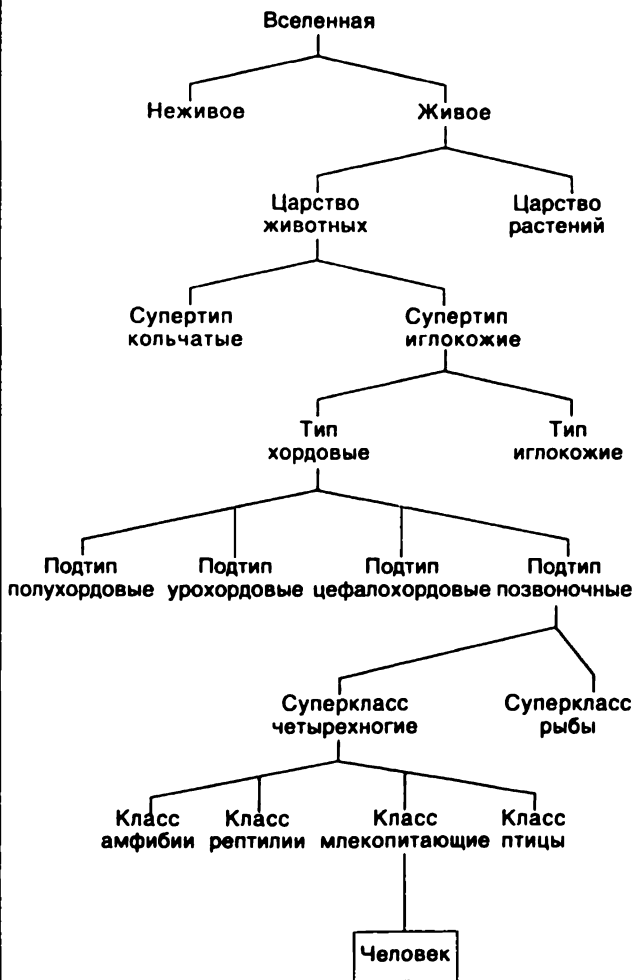 Вселенная
Неживое Живое
Царство Царство
животных растений
Супертип Супертип
кольчатые иглокожие
Тип Тип
хордовые иглокожие
Подтип Подтип Подтип Подтип
полухордовые урохордовые цефалохордовые позвоночные
Суперкласс Суперкласс
четырехногие рыбы
Класс Класс Класс Класс
амфибии рептилии млекопитающие птицы
Человек